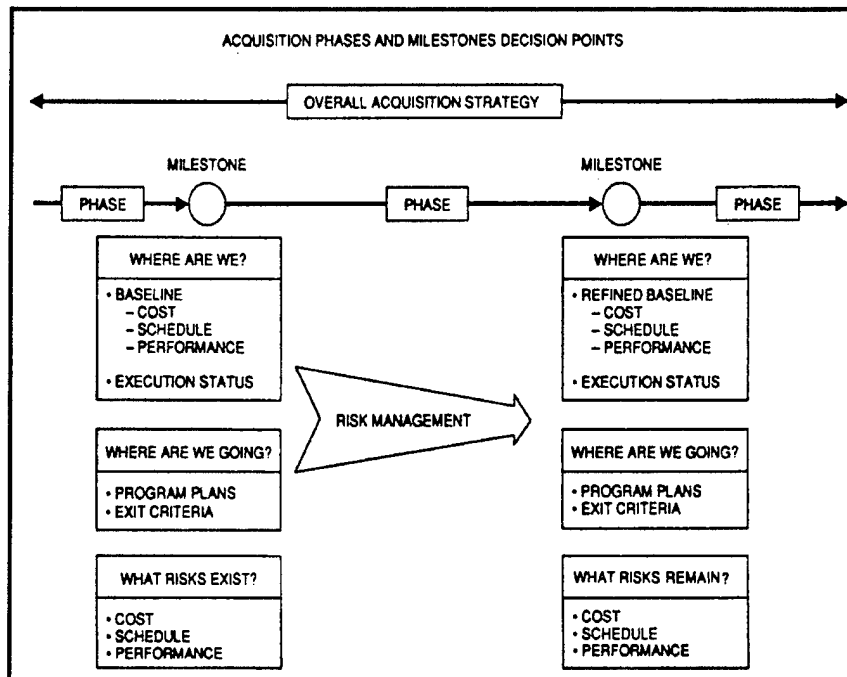 ACQUISITION PHASES AND MILESTONES DECISION POINTS
OVERALL ACQUISITION STRATEGY
MILESTONE
MILESTONE
PHASE
PHASE
PHASE
WHERE ARE WE?
• BASELINE
– COST
– SCHEDULE
– PERFORMANCE
• EXECUTION STATUS
WHERE ARE WE GOING?
• PROGRAM PLANS
• EXIT CRITERIA
WHAT RISKS EXIST?
• COST
• SCHEDULE
• PERFORMANCE
RISK MANAGEMENT
WHERE ARE WE?
• REFINED BASELINE
– COST
– SCHEDULE
– PERFORMANCE
• EXECUTION STATUS
WHERE ARE WE GOING?
• PROGRAM PLANS
• EXIT CRITERIA
WHAT RISKS REMAIN?
• COST
• SCHEDULE
• PERFORMANCE